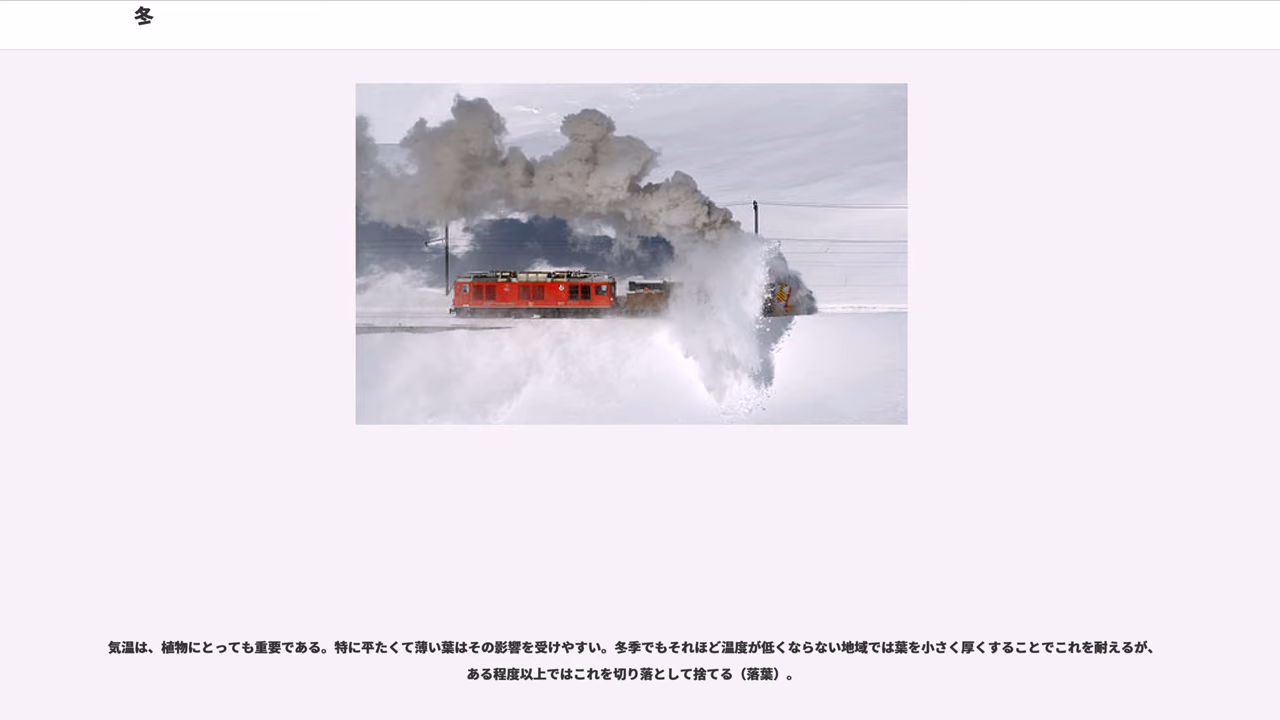 冬
気温は、植物にとっても重要である。特に平たくて薄い葉はその影響を受けやすい。冬季でもそれほど温度が低くならない地域では葉を小さく厚くすることでこれを耐えるが、
ある程度以上ではこれを切り落として捨てる（落葉）。